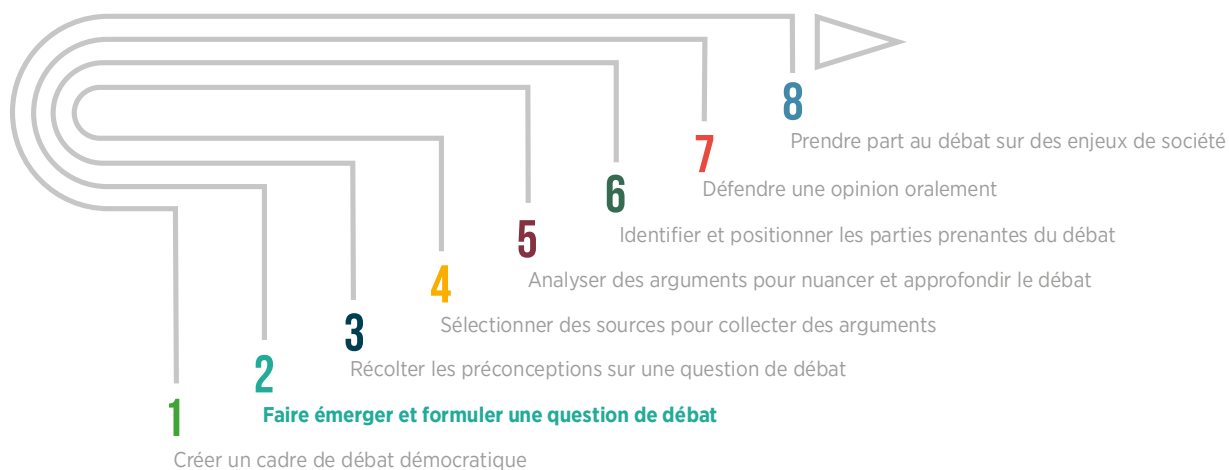 8
Prendre part au débat sur des enjeux de société
7
Défendre une opinion oralement
6
Identifier et positionner les parties prenantes du débat
5
Analyser des arguments pour nuancer et approfondir le débat
4
Sélectionner des sources pour collecter des arguments
3
Récolter les préconceptions sur une question de débat
2
Faire émerger et formuler une question de débat
1
Créer un cadre de débat démocratique